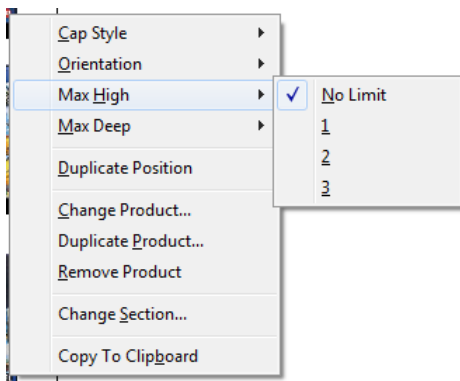 Cap Style
Orientation
Max High
Max Deep
Duplicate Position
Change Product...
Duplicate Product...
Remove Product
Change Section...
Copy To Clipboard
No Limit
1
2
3